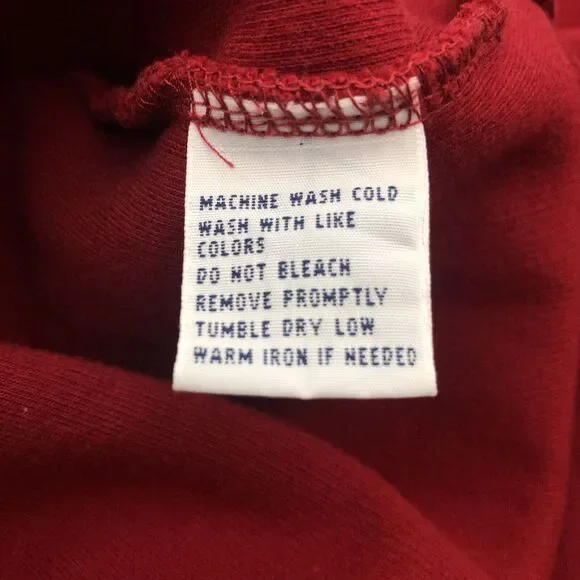 MACHINE WASH COLD
WASH WITH LIKE
COLORS
DO NOT BLEACH
REMOVE PROMPTLY
TUMBLE DRY LOW
WARM IRON IF NEEDED